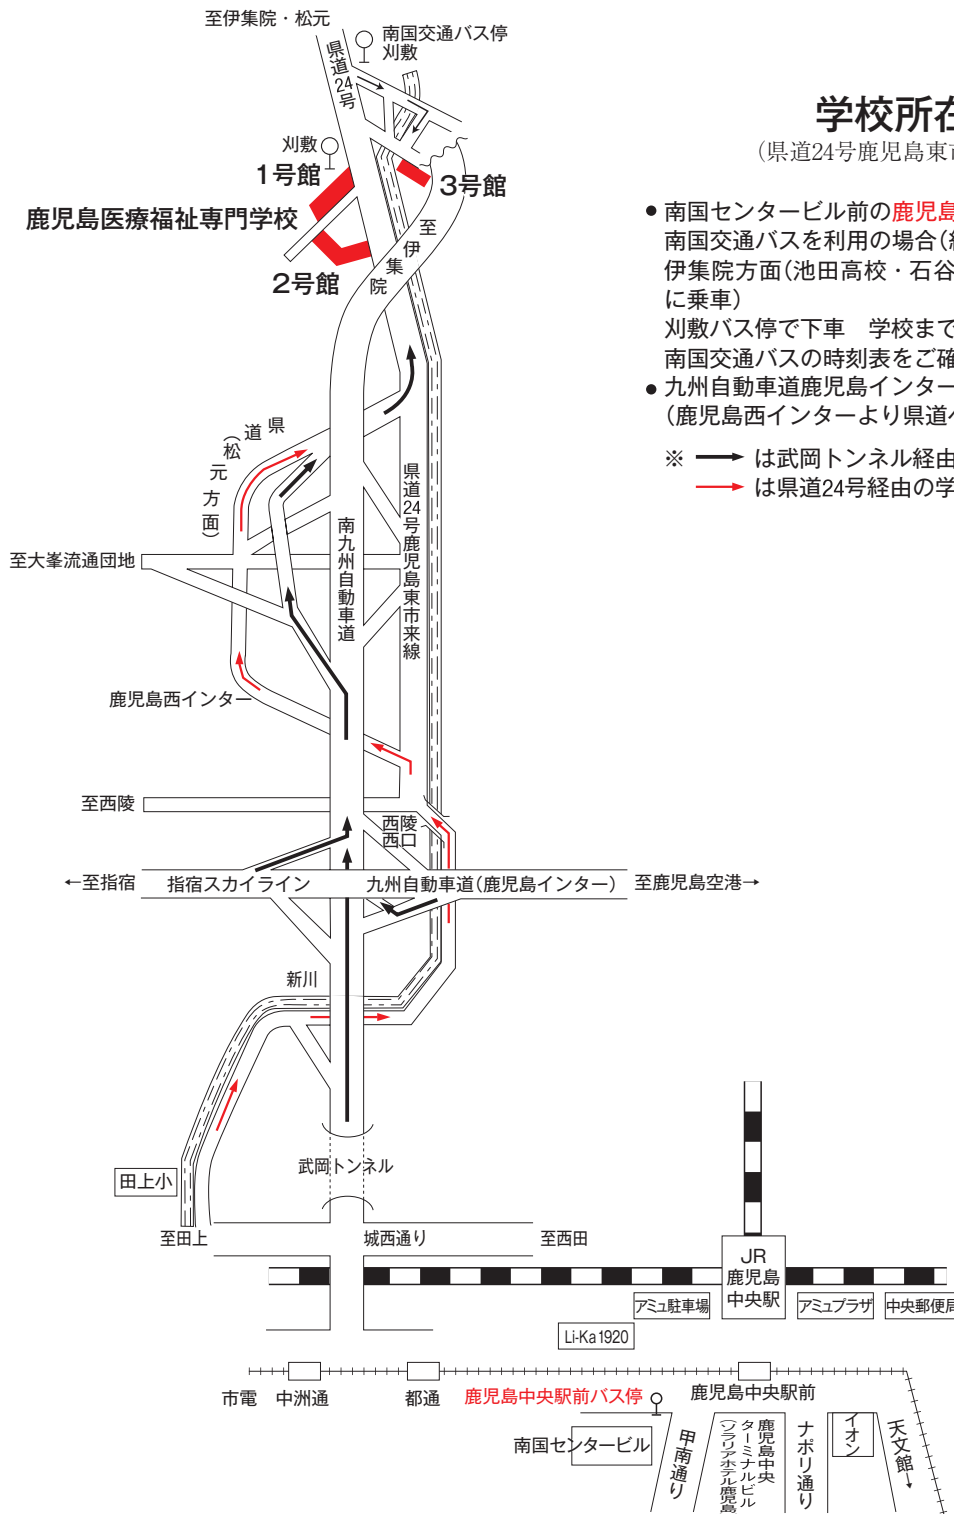 至伊集院・松元
南国交通バス停
刈敷
県道24号
刈敷
1号館
3号館
鹿児島医療福祉専門学校
2号館
至伊集院
学校所在
(県道24号鹿児島東市
● 南国センタービル前の鹿児島
南国交通バスを利用の場合(
伊集院方面(池田高校・石谷
に乗車)
刈敷バス停で下車　学校まで
南国交通バスの時刻表をご確
● 九州自動車道鹿児島インター
(鹿児島西インターより県道
※ → は武岡トンネル経由
→ は県道24号経由の学
県道(松元方面)
南九州自動車道
県道24号鹿児島東市来線
至大峯流通団地
鹿児島西インター
至西陵
西陵
西口
←至指宿
指宿スカイライン
九州自動車道(鹿児島インター)
至鹿児島空港→
新川
武岡トンネル
田上小
至田上
城西通り
至西田
JR
鹿児島
中央駅
アミュ駐車場
アミュプラザ
中央郵便局
Li-Ka1920
市電
中洲通
都通
鹿児島中央駅前バス停
鹿児島中央駅前
南国センタービル
甲南通り
鹿児島中央
ターミナルビル
(ソラリアホテル鹿児島
ナポリ通り
イオン
天文館→